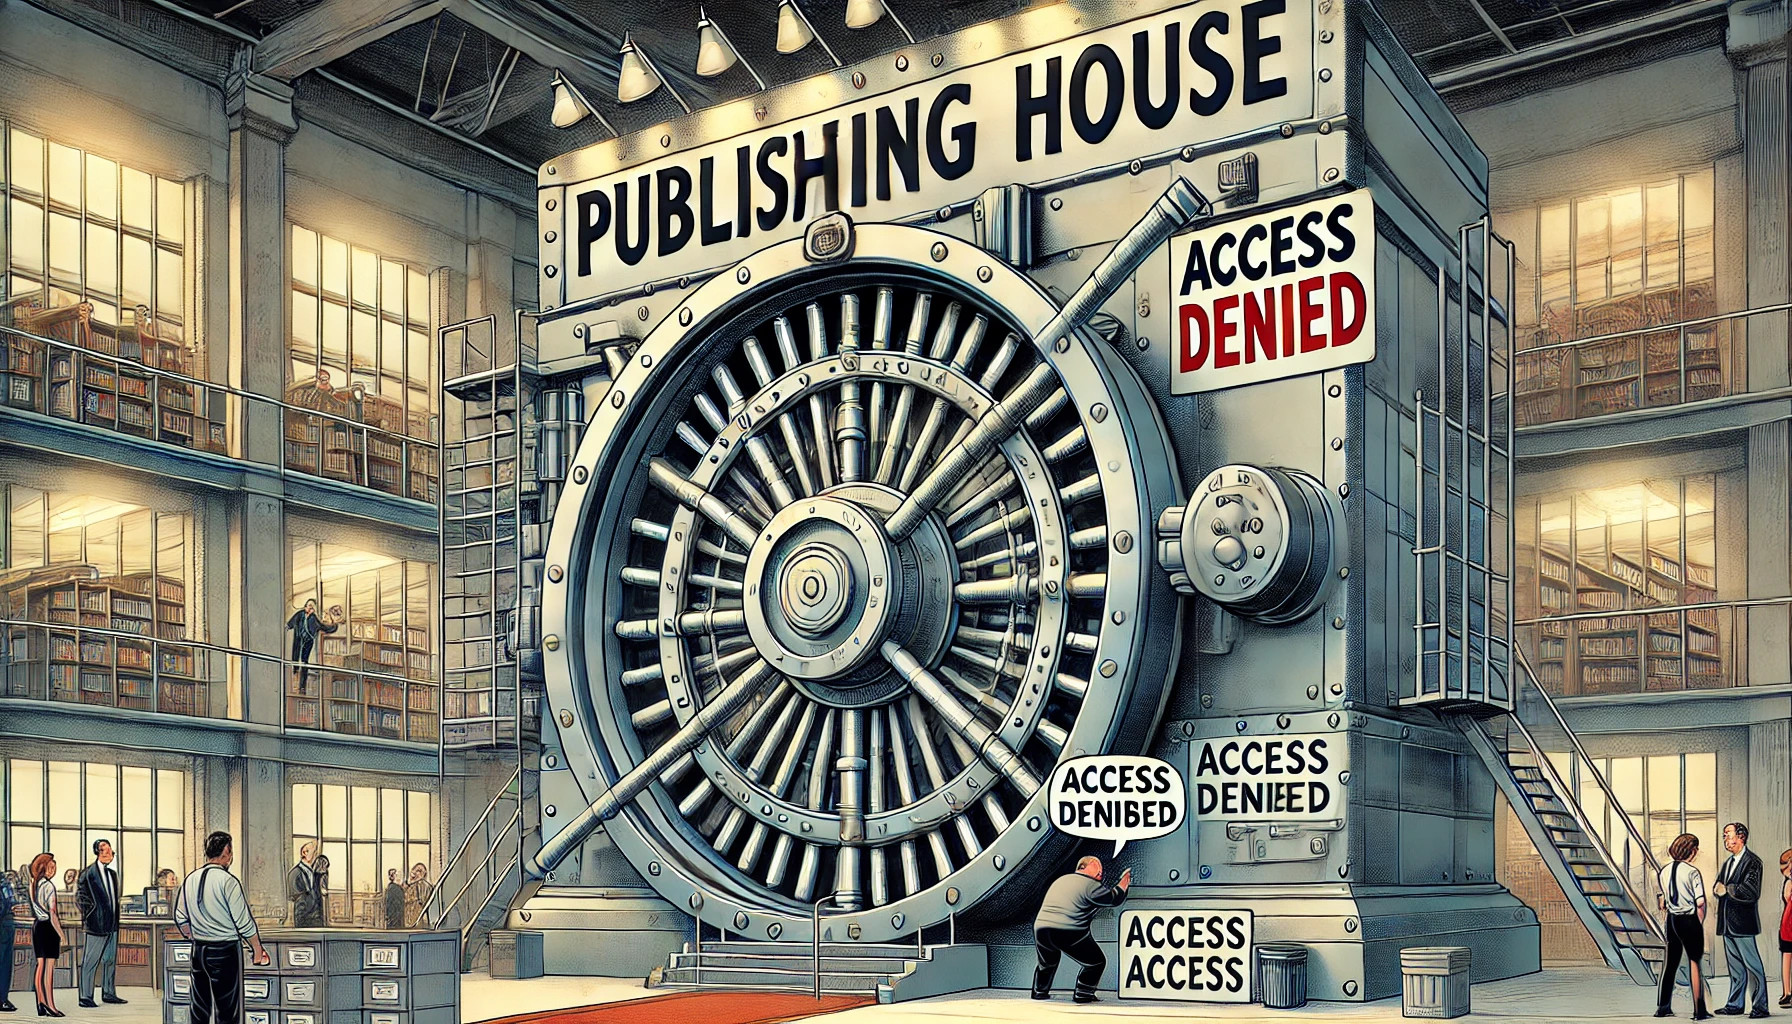 PUBLISHING HOUSE
ACCESS
DENIED
ACCESS
DENIBED
ACCESS
DENIEED
ACCESS
ACCESS